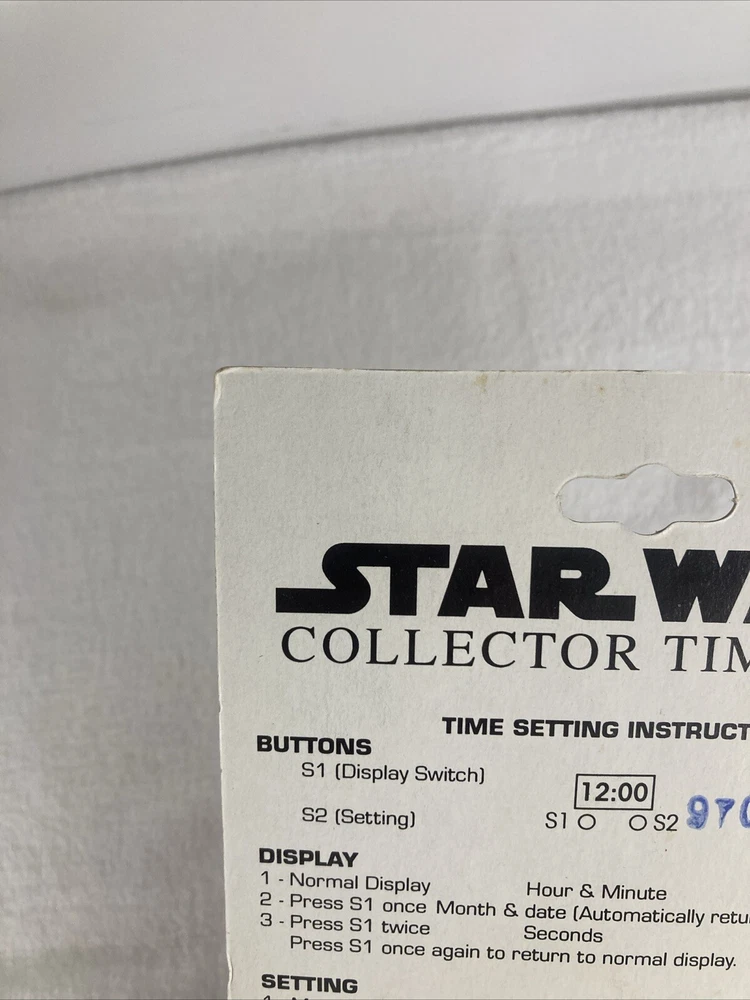 STAR WA
COLLECTOR TIM
TIME SETTING INSTRUCT
BUTTONS
S1 (Display Switch)
12:00
S2 (Setting)
S1 O O S2 970
DISPLAY
1 - Normal Display Hour & Minute
2 - Press S1 once Month & date (Automatically retu
3 - Press S1 twice Seconds
Press S1 once again to return to normal display.
SETTING